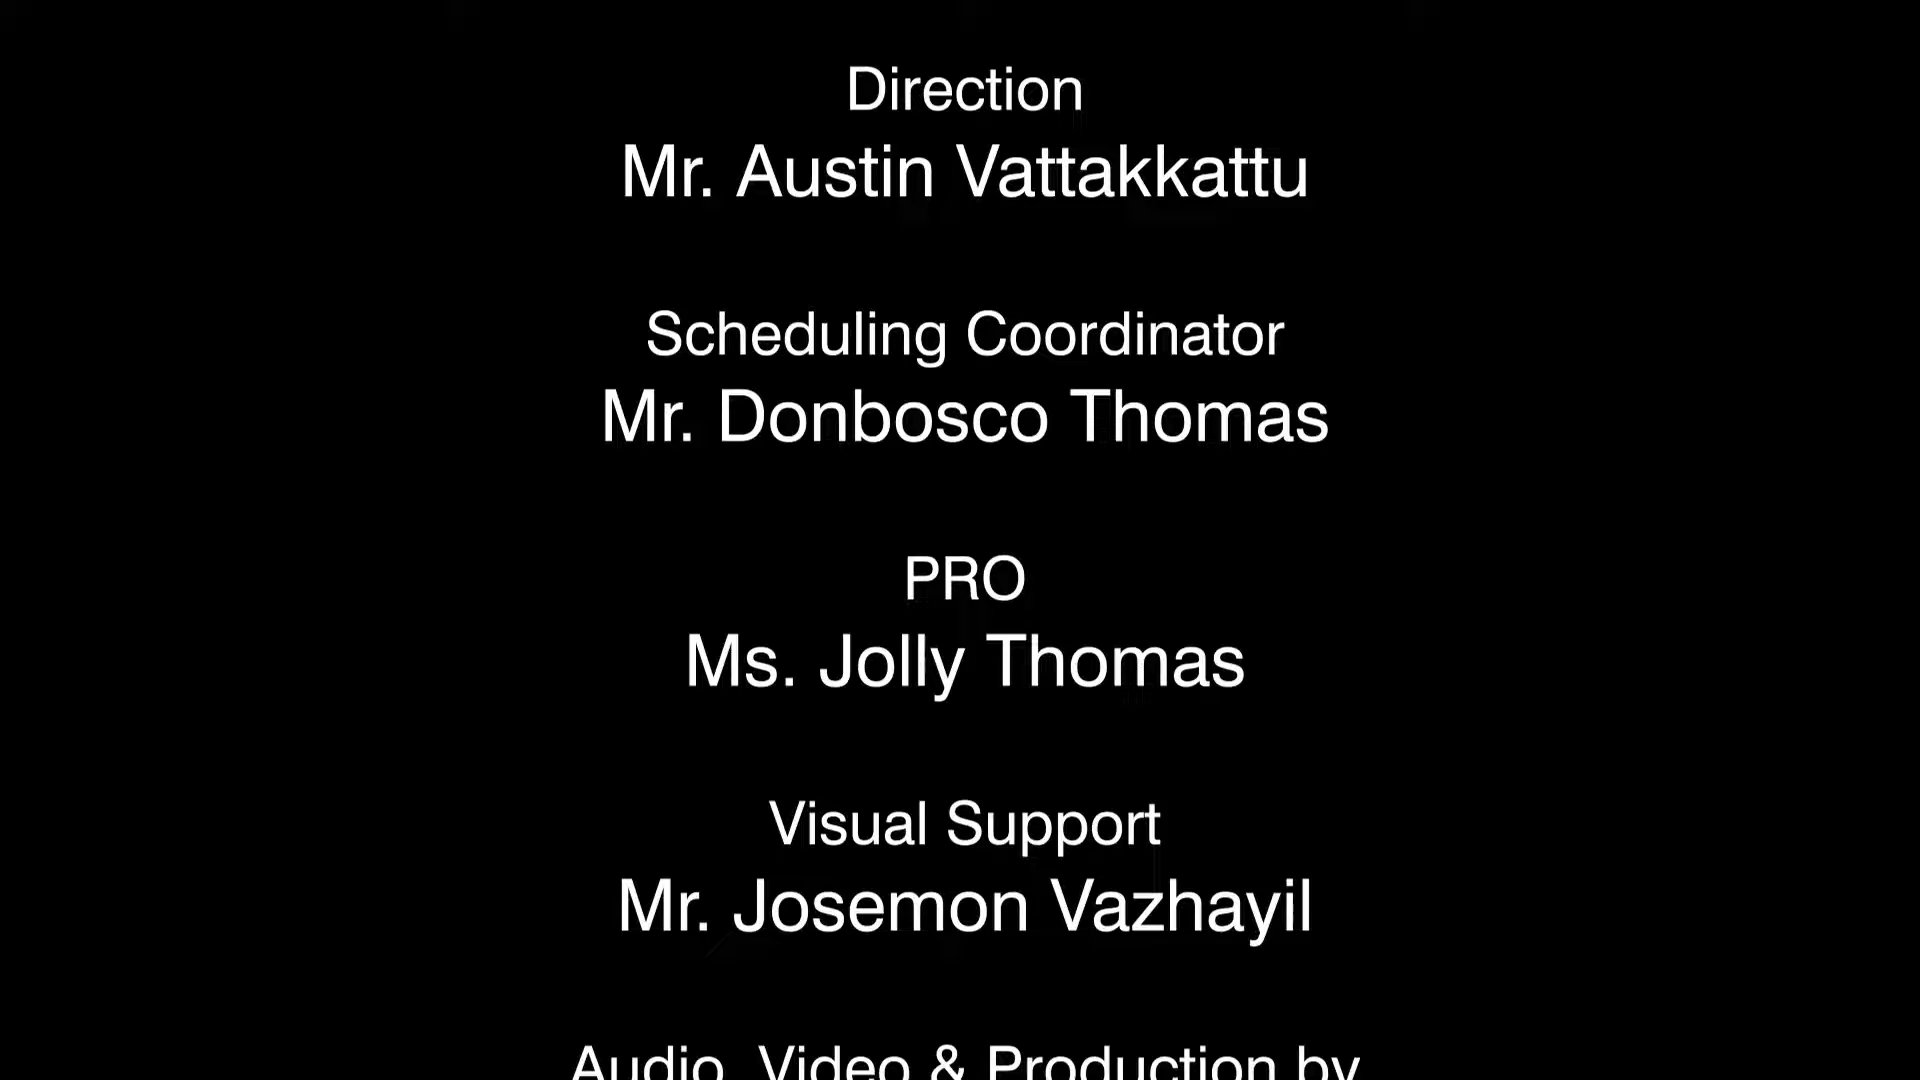 Direction
Mr. Austin Vattakkattu
Scheduling Coordinator
Mr. Donbosco Thomas
PRO
Ms. Jolly Thomas
Visual Support
Mr. Josemon Vazhayil
Audio, Video & Production by